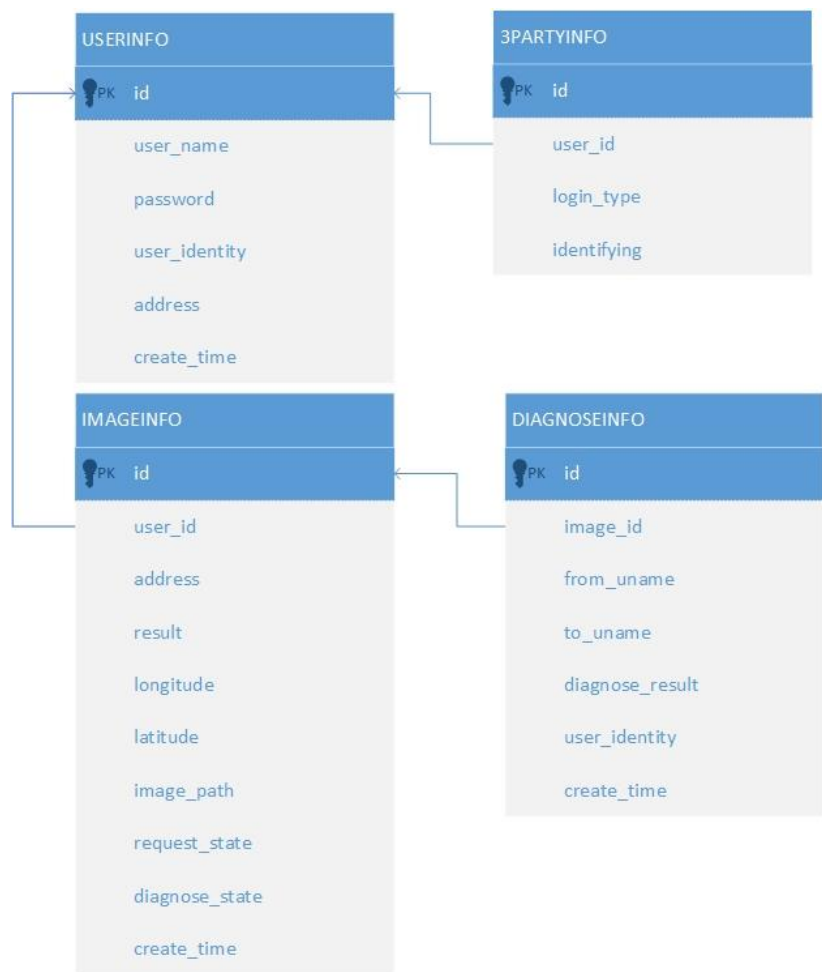 USERINFO
PK id
user_name
password
user_identity
address
create_time
3PARTYINFO
PK id
user_id
login_type
identifying
IMAGEINFO
PK id
user_id
address
result
longitude
latitude
image_path
request_state
diagnose_state
create_time
DIAGNOSEINFO
PK id
image_id
from_uname
to_uname
diagnose_result
user_identity
create_time